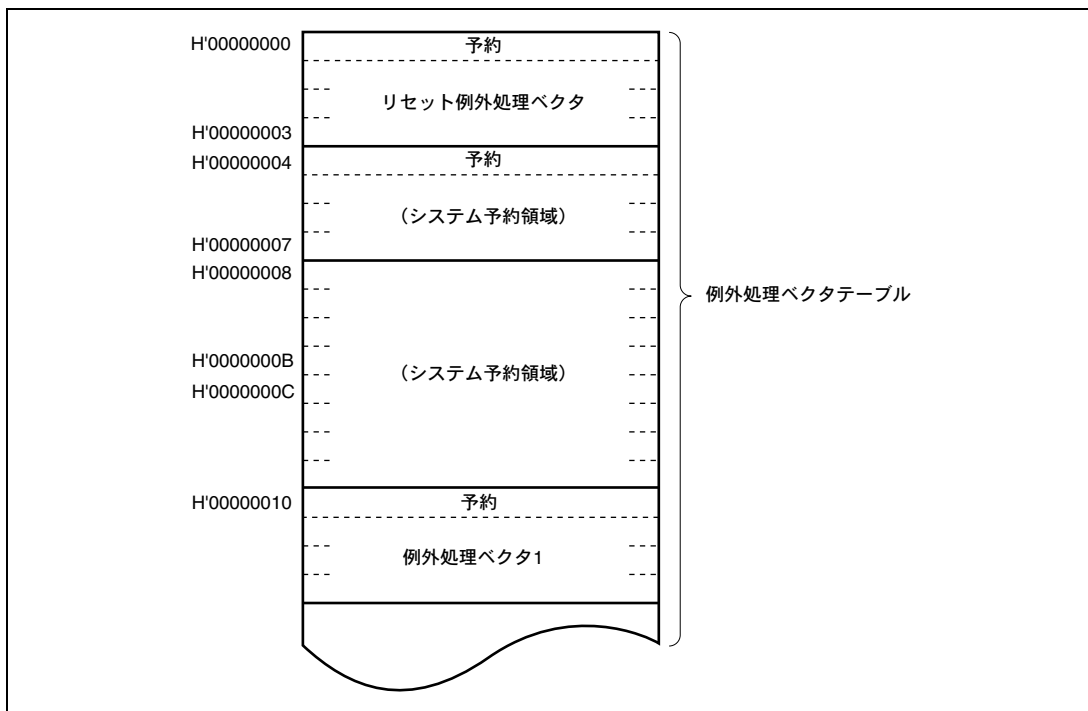 H'00000000
予約
リセット例外処理ベクタ
H'00000003
H'00000004
予約
（システム予約領域）
H'00000007
H'00000008
例外処理ベクタテーブル
H'0000000B
（システム予約領域）
H'0000000C
H'00000010
予約
例外処理ベクタ1